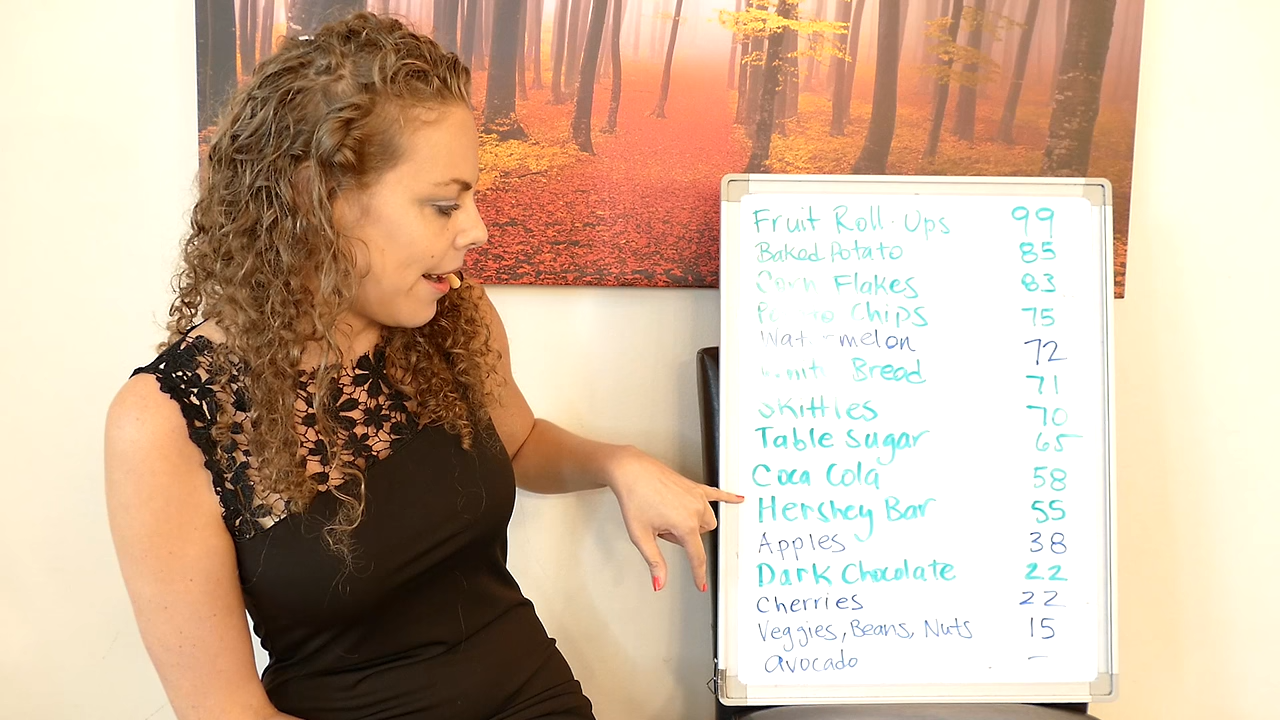 Fruit Roll-Ups 99
Baked Potato 85
Corn Flakes 83
Chips 75
melon 72
Bread 71
Skittles 70
Table Sugar 65
Coca Cola 58
Hershey Bar 55
Apples 38
Dark Chocolate 22
Cherries 22
Veggies, Beans, Nuts 15
avocado -